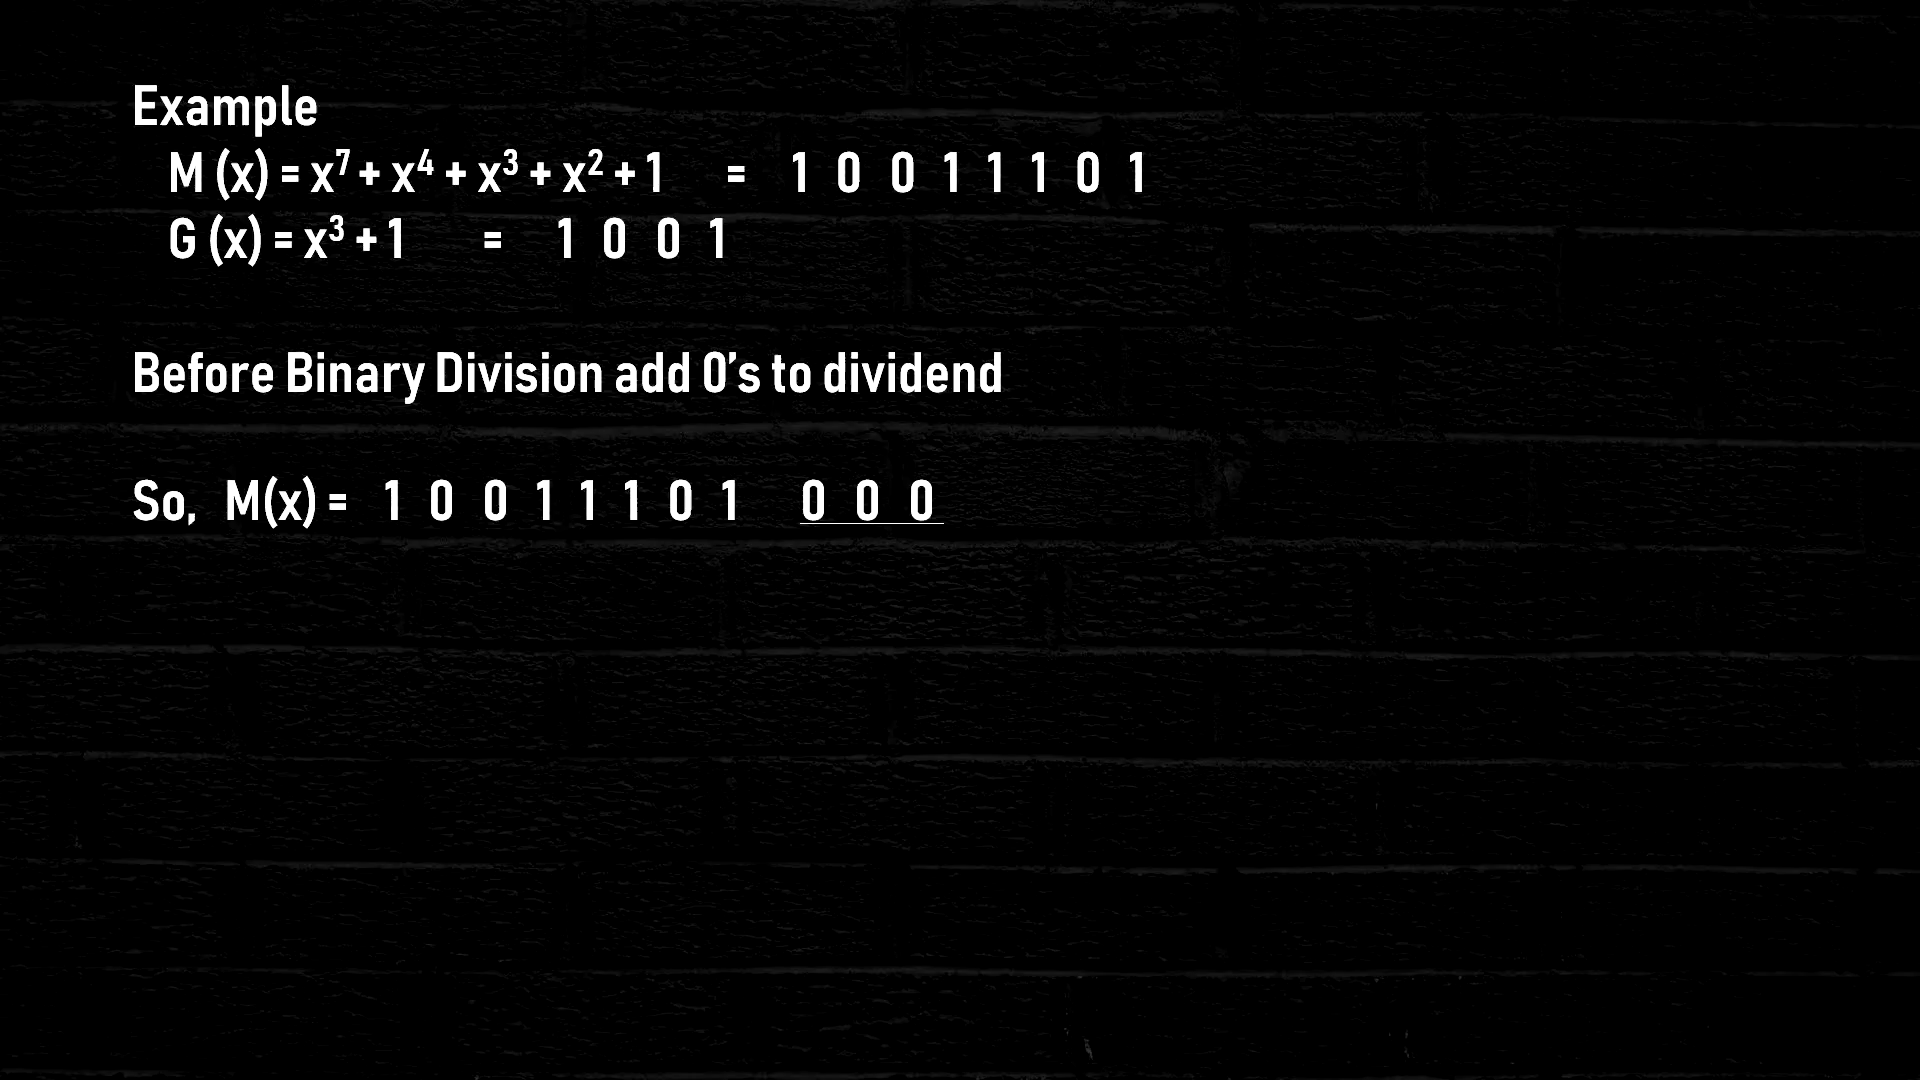 Example
M (x) = x⁷ + x⁴ + x³ + x² + 1 = 1 0 0 1 1 1 0 1
G (x) = x³ + 1 = 1 0 0 1
Before Binary Division add 0’s to dividend
So, M(x) = 1 0 0 1 1 1 0 1 0 0 0